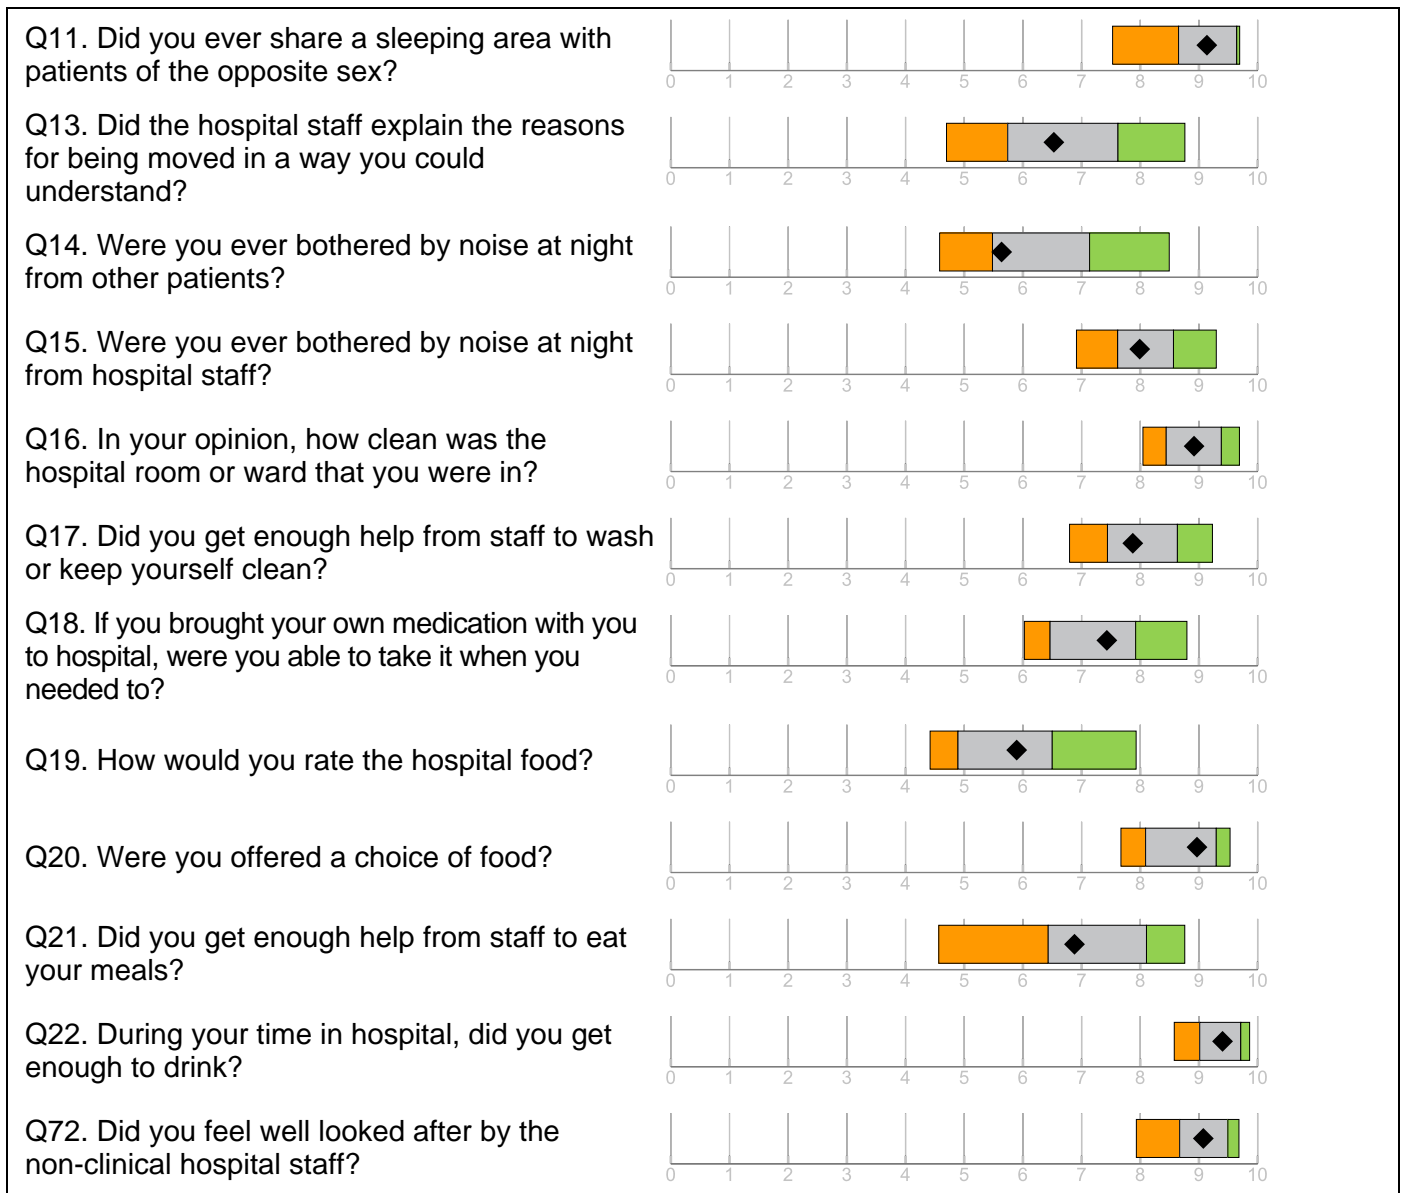 Q11. Did you ever share a sleeping area with
patients of the opposite sex?
0 1 2 3 4 5 6 7 8 9 10
Q13. Did the hospital staff explain the reasons
for being moved in a way you could
understand?
0 1 2 3 4 5 6 7 8 9 10
Q14. Were you ever bothered by noise at night
from other patients?
0 1 2 3 4 5 6 7 8 9 10
Q15. Were you ever bothered by noise at night
from hospital staff?
0 1 2 3 4 5 6 7 8 9 10
Q16. In your opinion, how clean was the
hospital room or ward that you were in?
0 1 2 3 4 5 6 7 8 9 10
Q17. Did you get enough help from staff to wash
or keep yourself clean?
0 1 2 3 4 5 6 7 8 9 10
Q18. If you brought your own medication with you
to hospital, were you able to take it when you
needed to?
0 1 2 3 4 5 6 7 8 9 10
Q19. How would you rate the hospital food?
0 1 2 3 4 5 6 7 8 9 10
Q20. Were you offered a choice of food?
0 1 2 3 4 5 6 7 8 9 10
Q21. Did you get enough help from staff to eat
your meals?
0 1 2 3 4 5 6 7 8 9 10
Q22. During your time in hospital, did you get
enough to drink?
0 1 2 3 4 5 6 7 8 9 10
Q72. Did you feel well looked after by the
non-clinical hospital staff?
0 1 2 3 4 5 6 7 8 9 10